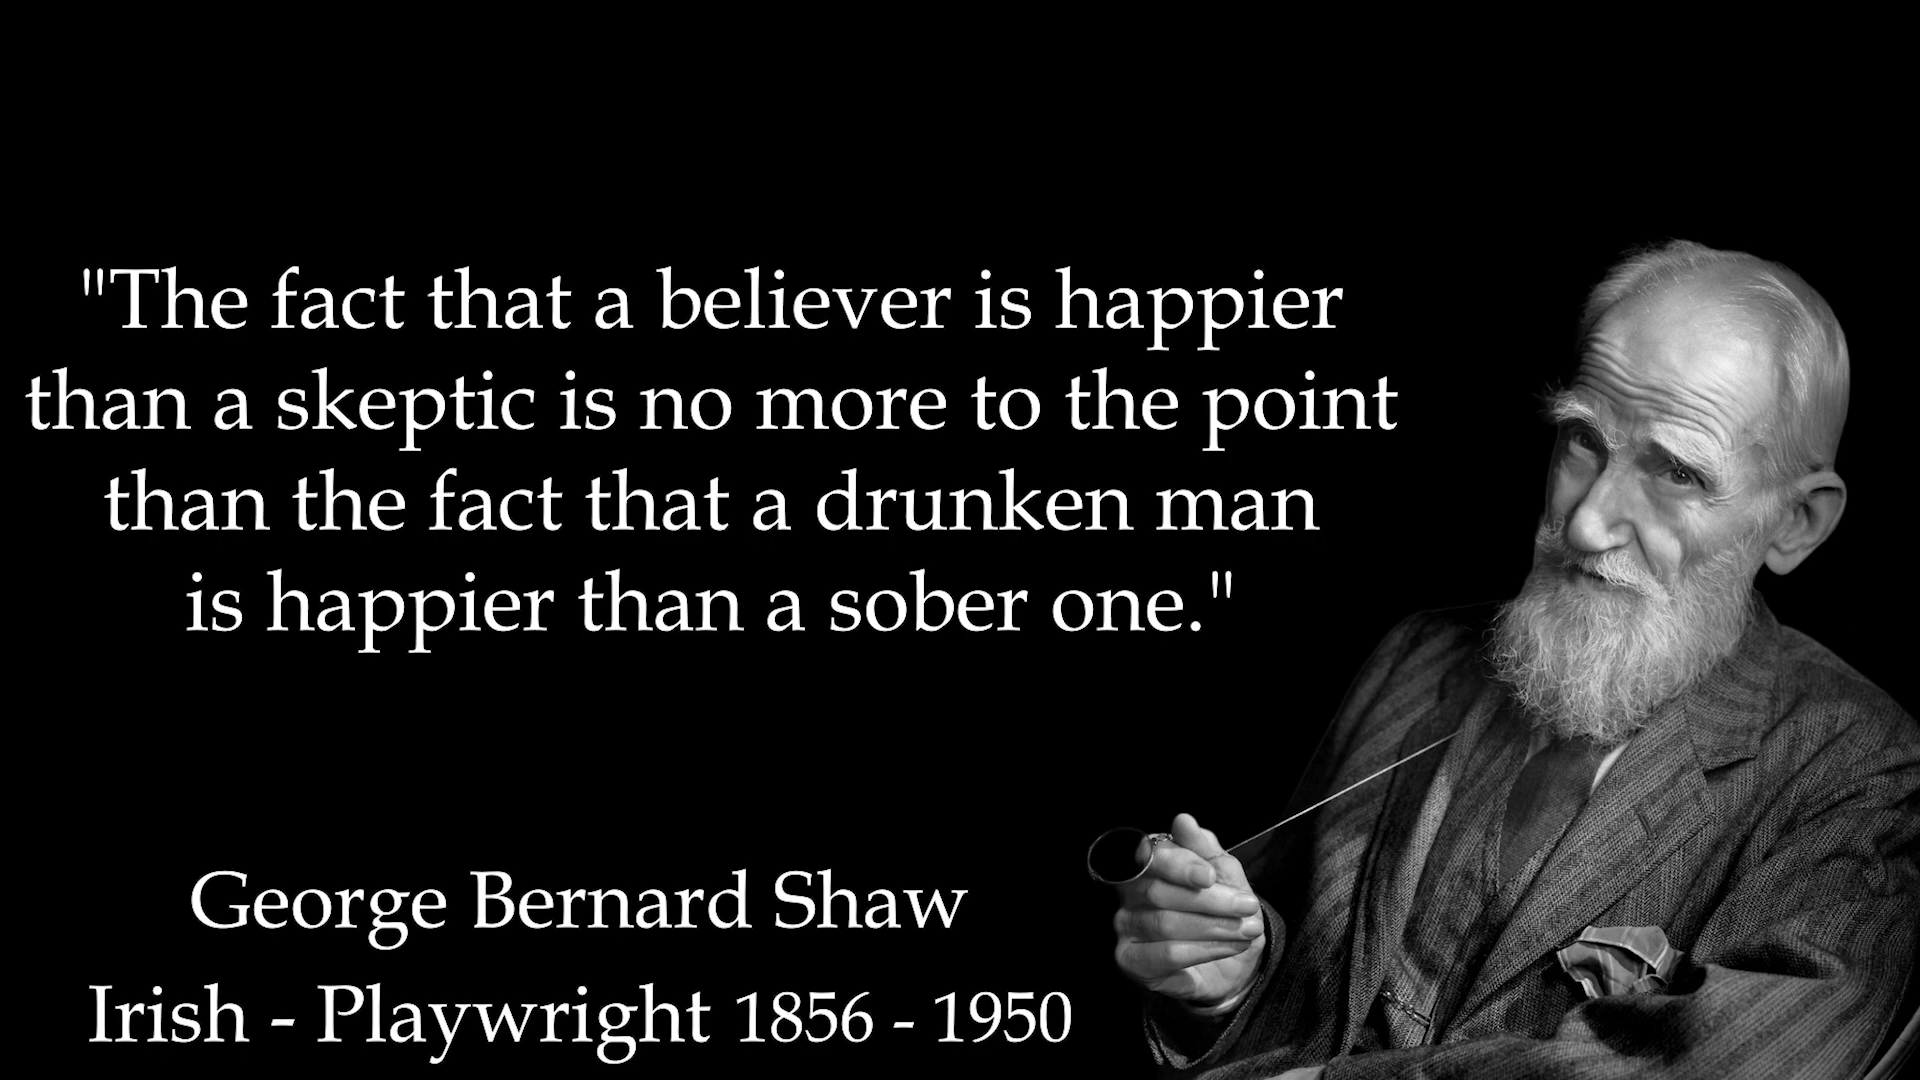 "The fact that a believer is happier
than a skeptic is no more to the point
than the fact that a drunken man
is happier than a sober one."
George Bernard Shaw
Irish - Playwright 1856 - 1950